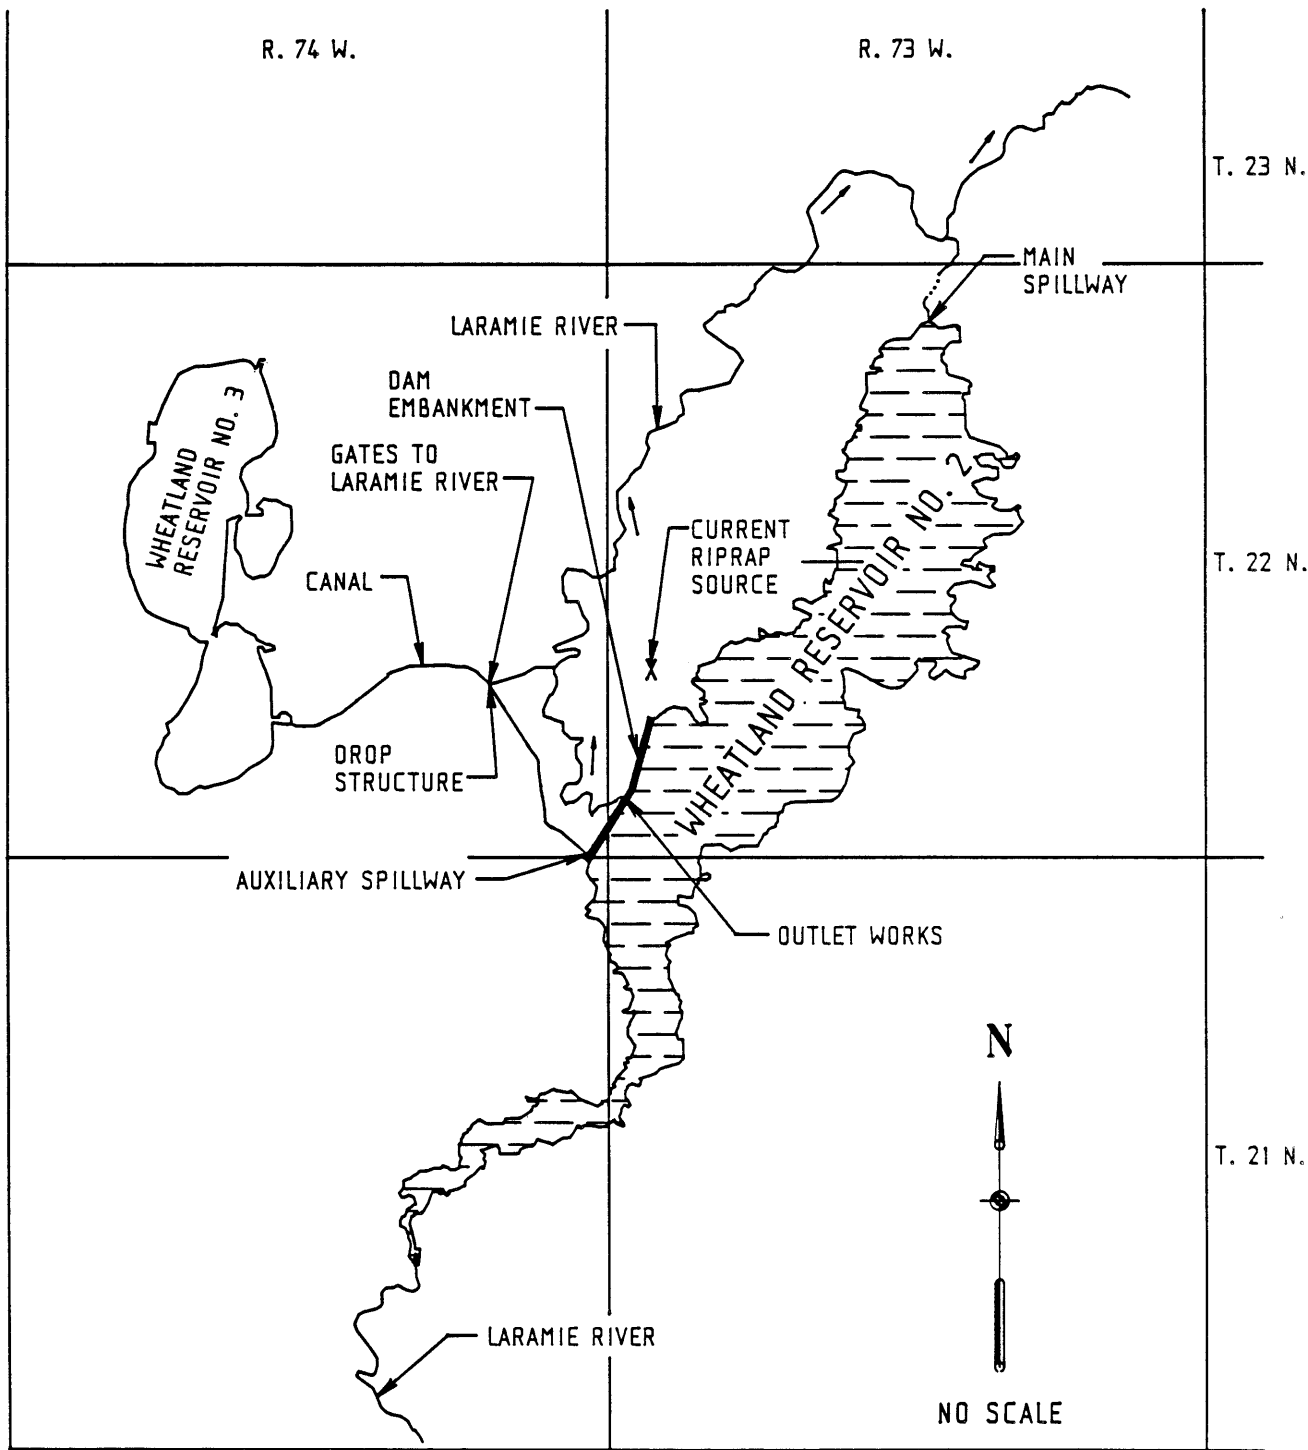 R. 74 W.
R. 73 W.
T. 23 N.
MAIN
SPILLWAY
LARAMIE RIVER
DAM
EMBANKMENT
GATES TO
LARAMIE RIVER
WHEATLAND
RESERVOIR NO. 3
CURRENT
RIPRAP
SOURCE
WHEATLAND RESERVOIR NO. 2
T. 22 N.
CANAL
DROP
STRUCTURE
AUXILIARY SPILLWAY
OUTLET WORKS
N
T. 21 N.
LARAMIE RIVER
NO SCALE